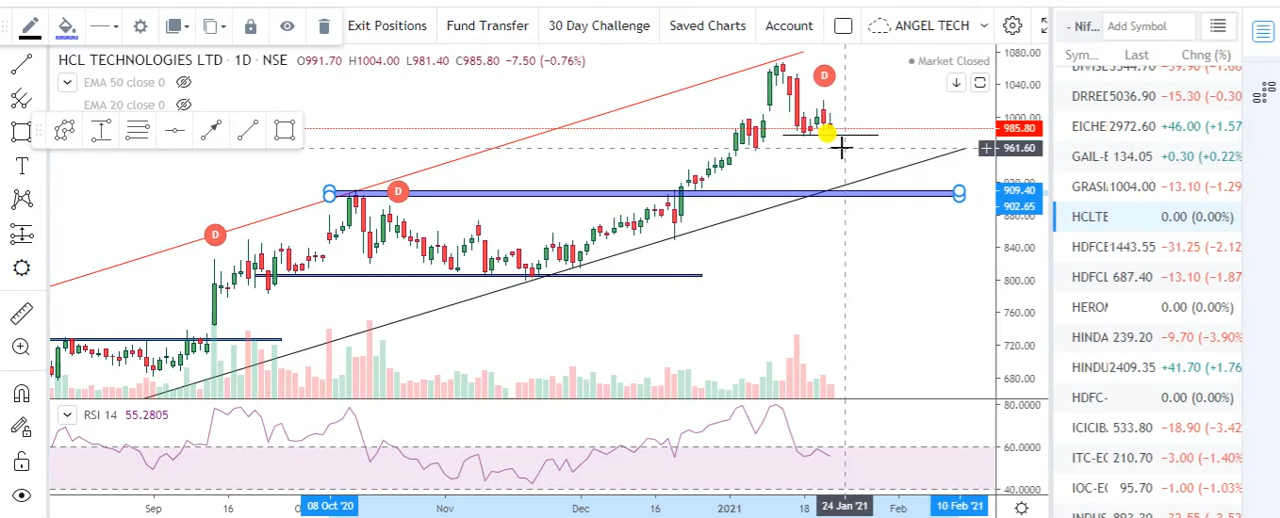 Exit Positions Fund Transfer 30 Day Challenge Saved Charts Account ANGEL TECH
- Nif... Add Symbol
HCL TECHNOLOGIES LTD · 1D · NSE O991.70 H1004.00 L981.40 C985.80 -7.50 (-0.76%)
Market Closed
EMA 50 close 0
EMA 20 close 0
D
D
D
1080.00
1040.00
985.80
961.60
909.40
902.65
840.00
800.00
760.00
720.00
680.00
RSI 14 55.2805
80.0000
60.0000
40.0000
Sep 16 08 Oct '20 Nov 16 Dec 16 2021 18 24 Jan '21 Feb 10 Feb '21
Sym... Last Chng (%)
DRREE 5036.90 -15.30 (-0.30
EICHE 2972.60 +46.00 (+1.57
GAIL-E 134.05 +0.30 (+0.22%
GRASI 1004.00 -13.10 (-1.29
HCLTE 0.00 (0.00%)
HDFCE 1443.55 -31.25 (-2.12
HDFCL 687.40 -13.10 (-1.87
HEROM 0.00 (0.00%)
HINDA 239.20 -9.70 (-3.90%
HINDU 2409.35 +41.70 (+1.76
HDFC- 0.00 (0.00%)
ICICIB 533.80 -18.90 (-3.42
ITC-EC 210.70 -3.00 (-1.40%
IOC-EC 95.70 -1.00 (-1.03%